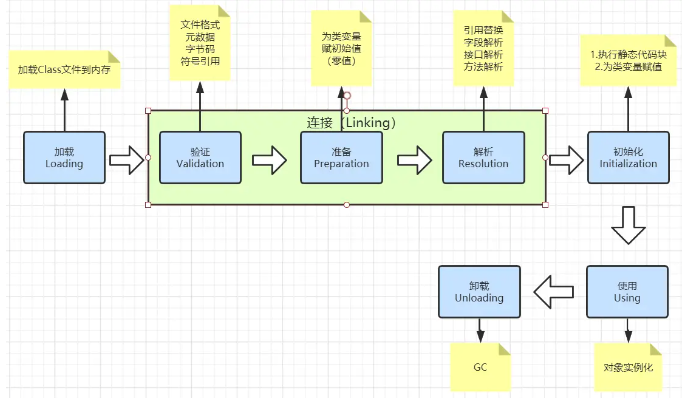 文件格式
元数据
字节码
符号引用
为类变量
赋初始值
（零值）
引用替换
字段解析
接口解析
方法解析
加载Class文件到内存
1.执行静态代码块
2.为类变量赋值
连接（Linking）
加载
Loading
验证
Validation
准备
Preparation
解析
Resolution
初始化
Initialization
卸载
Unloading
使用
Using
GC
对象实例化